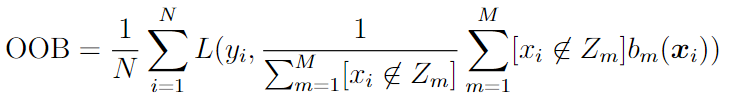 OOB = \frac{1}{N} \sum_{i=1}^{N} L(y_i, \frac{1}{\sum_{m=1}^{M} [x_i \notin Z_m]} \sum_{m=1}^{M} [x_i \notin Z_m] b_m(\boldsymbol{x}_i))